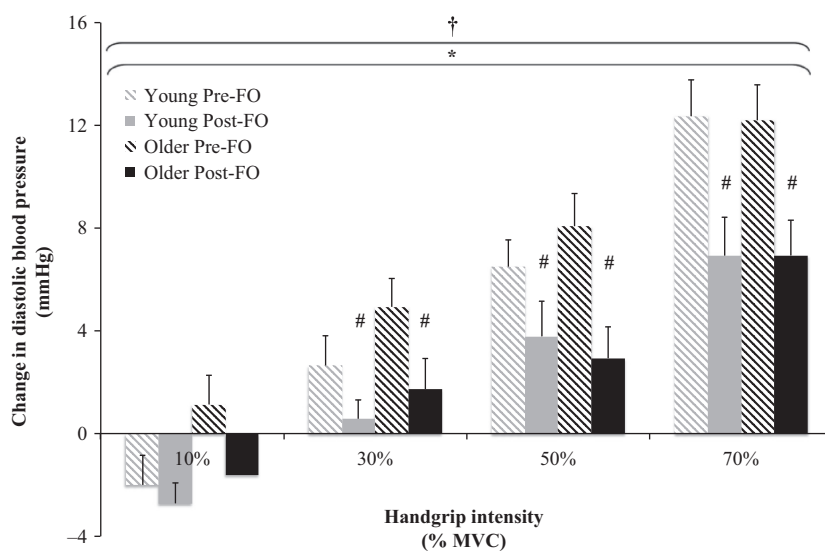 16
12
8
4
0
–4
Change in diastolic blood pressure
(mmHg)
†
*
Young Pre-FO
Young Post-FO
Older Pre-FO
Older Post-FO
# #
# #
# #
10% 30% 50% 70%
Handgrip intensity
(% MVC)